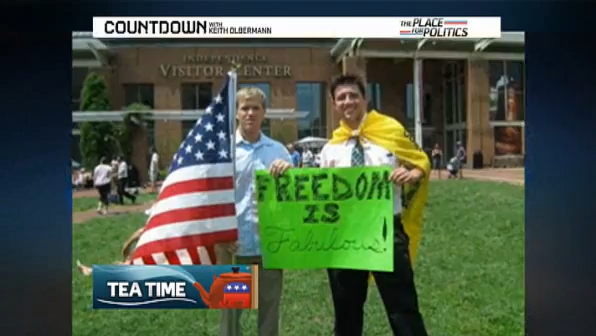 COUNTDOWN WITH KEITH OLBERMANN
THE PLACE FOR POLITICS
INDEPENDENCE
VISITOR CENTER
FREEDOM
IS
Fabulous!
TEA TIME